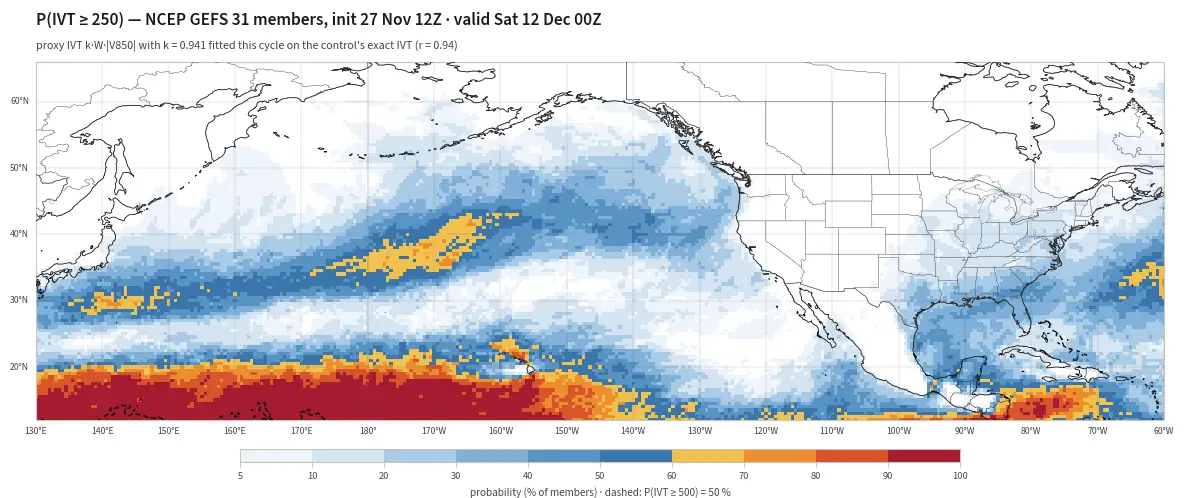 P(IVT ≥ 250) — NCEP GEFS 31 members, init 27 Nov 12Z · valid Sat 12 Dec 00Z
proxy IVT k·W·|V850| with k = 0.941 fitted this cycle on the control's exact IVT (r = 0.94)
60°N
50°N
40°N
30°N
20°N
130°E 140°E 150°E 160°E 170°E 180° 170°W 160°W 150°W 140°W 130°W 120°W 110°W 100°W 90°W 80°W 70°W 60°W
5 10 20 30 40 50 60 70 80 90 100
probability (% of members) · dashed: P(IVT ≥ 500) = 50 %